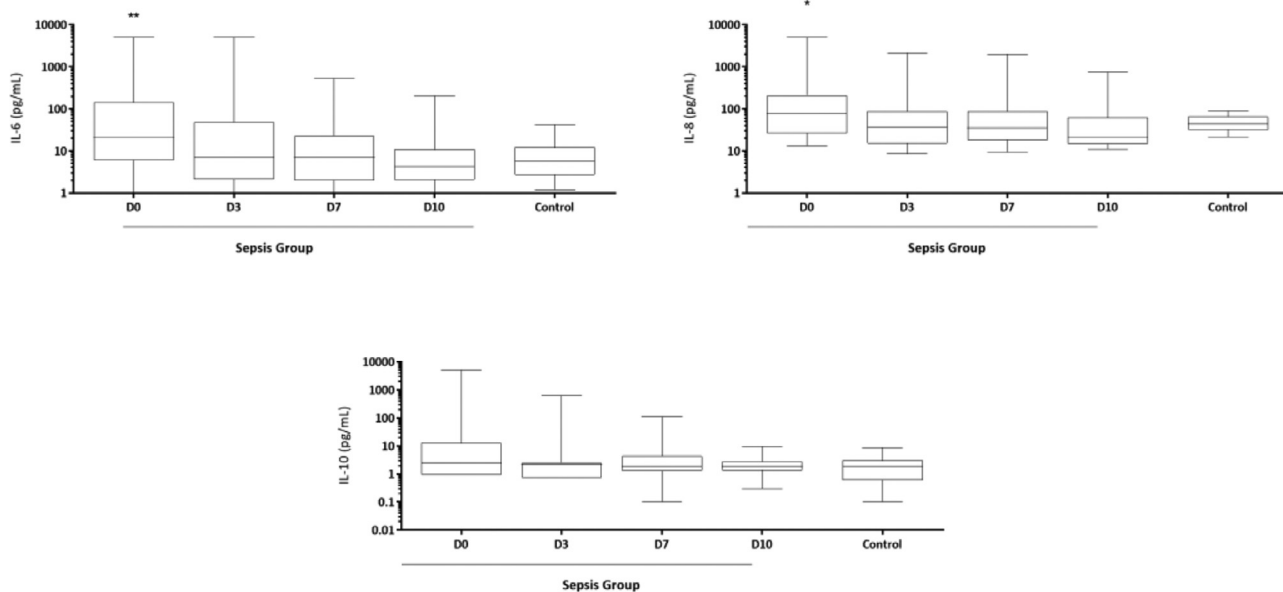 **
10000
1000
100
10
1
IL-6 (pg/mL)
D0 D3 D7 D10 Control
Sepsis Group
*
10000
1000
100
10
1
IL-8 (pg/mL)
D0 D3 D7 D10 Control
Sepsis Group
10000
1000
100
10
1
0.1
0.01
IL-10 (pg/mL)
D0 D3 D7 D10 Control
Sepsis Group